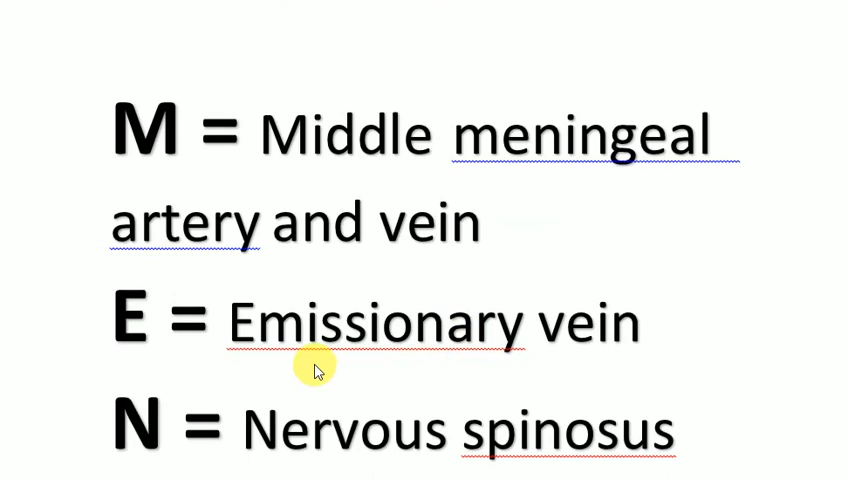 M = Middle meningeal
artery and vein
E = Emissionary vein
N = Nervous spinosus